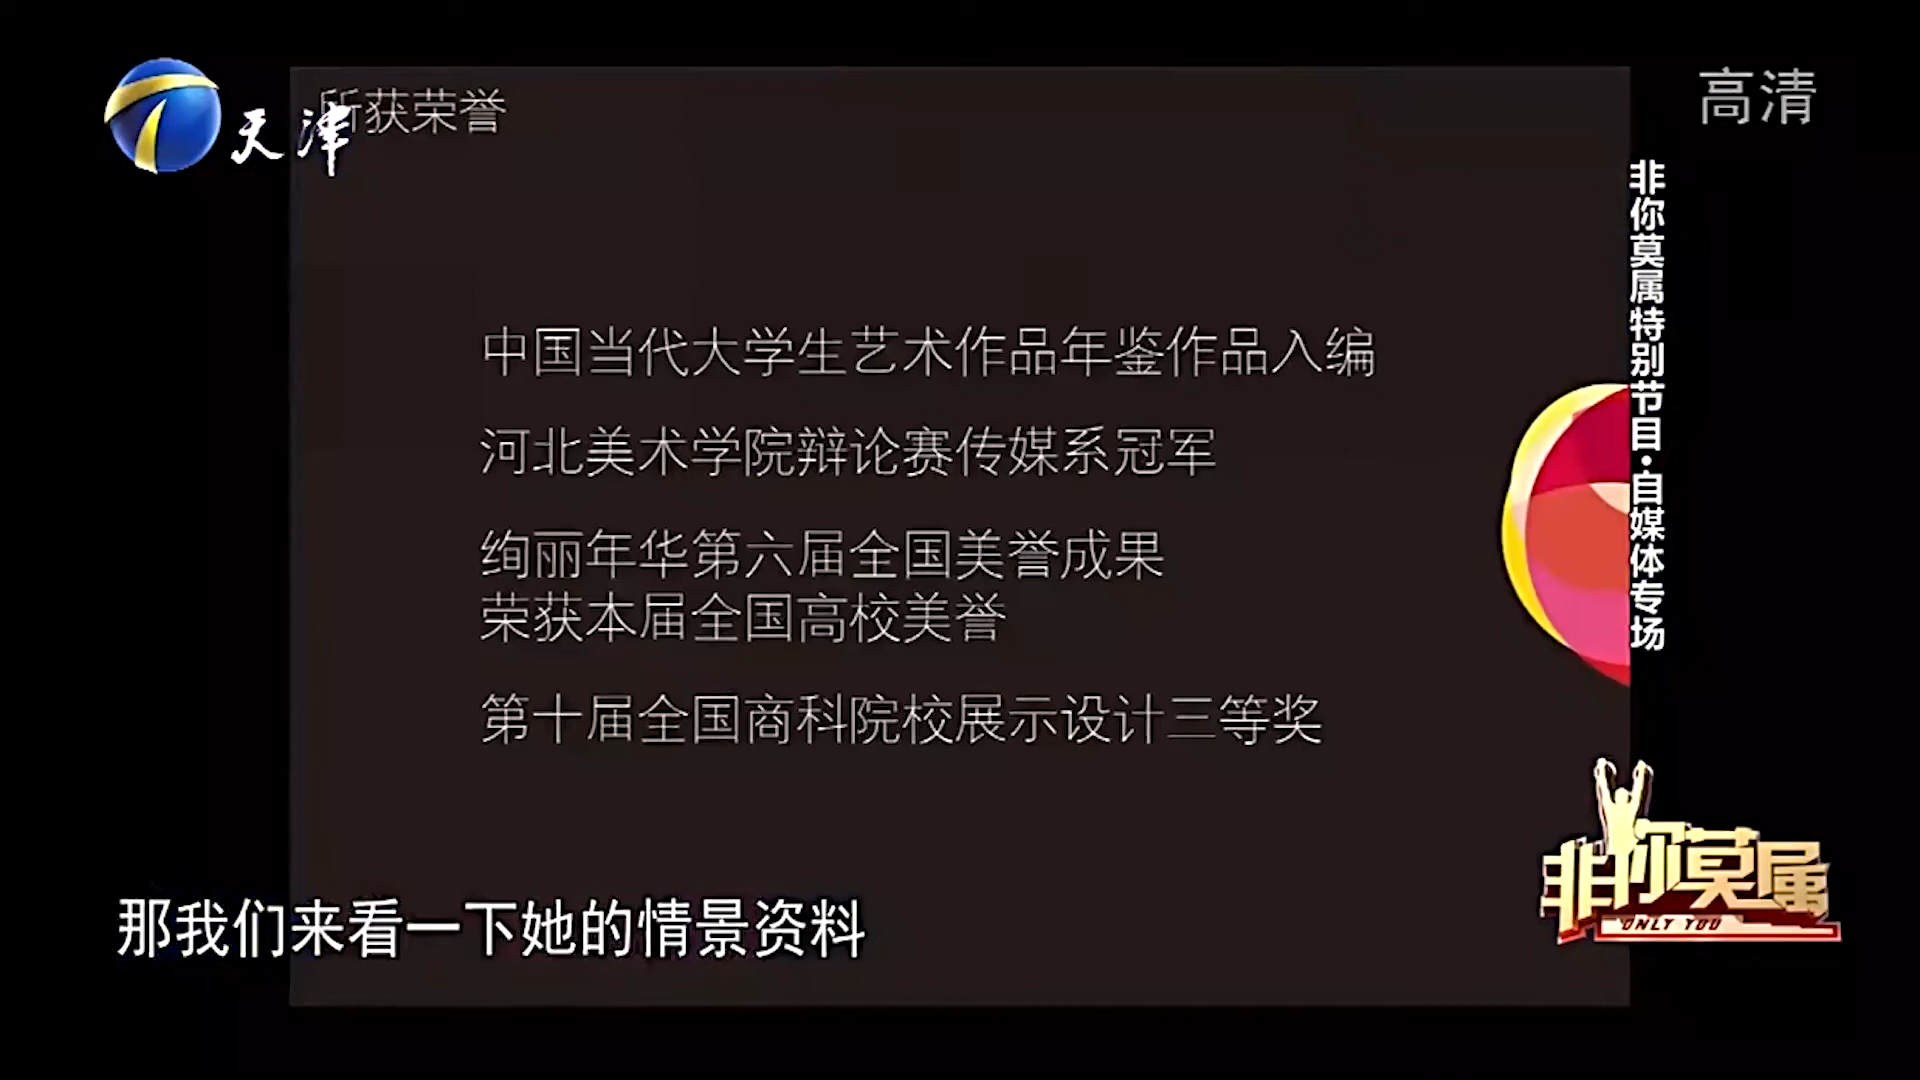 天津
所获荣誉
高清
中国当代大学生艺术作品年鉴作品入编
河北美术学院辩论赛传媒系冠军
绚丽年华第六届全国美誉成果
荣获本届全国高校美誉
第十届全国商科院校展示设计三等奖
非你莫属特别节目·自媒体专场
那我们来看一下她的情景资料
非你莫属
ONLY YOU